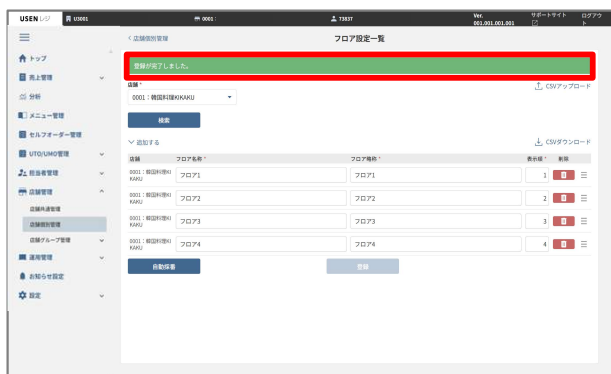 USEN レジ U3001 0001： T3837 Ver. 001.001.001.001 サポートサイト ログアウト
トップ
売上管理
分析
メニュー管理
セルフオーダー管理
UTO/UMO管理
担当者管理
店舗管理
店舗共通管理
店舗個別管理
店舗グループ管理
運用管理
お知らせ設定
設定
店舗個別管理
フロア設定一覧
登録が完了しました。
店舗 *
CSVアップロード
0001：韓国料理KIKAKU
検索
追加する
CSVダウンロード
店舗 フロア名称 * フロア略称 * 表示順 * 削除
0001：韓国料理KIKAKU フロア1 フロア1 1
0001：韓国料理KIKAKU フロア2 フロア2 2
0001：韓国料理KIKAKU フロア3 フロア3 3
0001：韓国料理KIKAKU フロア4 フロア4 4
自動採番 登録